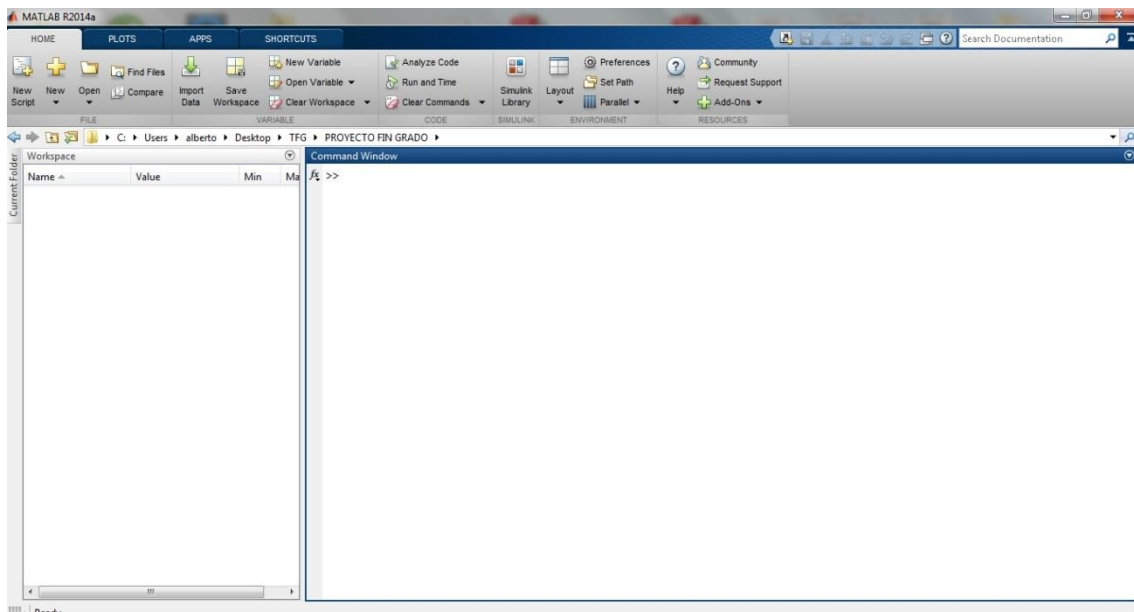 MATLAB R2014a
HOME PLOTS APPS SHORTCUTS Search Documentation
New Script New Open Find Files Compare Import Data Save Workspace New Variable Open Variable Clear Workspace Analyze Code Run and Time Clear Commands Simulink Library Layout Preferences Set Path Parallel Help Community Request Support Add-Ons
FILE VARIABLE CODE SIMULINK ENVIRONMENT RESOURCES
C: Users alberto Desktop TFG PROYECTO FIN GRADO
Current Folder
Workspace Command Window
Name Value Min Ma fx >>
Ready